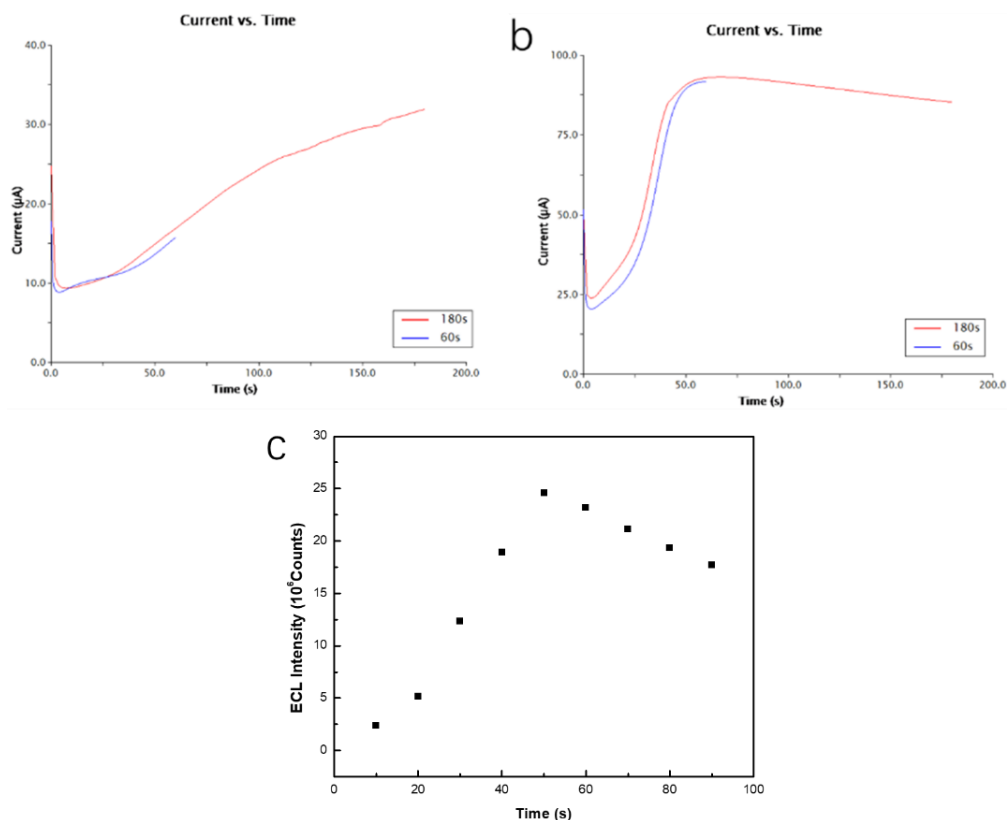 Current vs. Time
40.0
30.0
20.0
10.0
0.0
Current (μA)
0.0 50.0 100.0 150.0 200.0
Time (s)
180s
60s
b
Current vs. Time
100.0
75.0
50.0
25.0
0.0
Current (μA)
0.0 50.0 100.0 150.0 200.0
Time (s)
180s
60s
C
30
25
20
15
10
5
0
ECL Intensity (10⁶Counts)
0 20 40 60 80 100
Time (s)